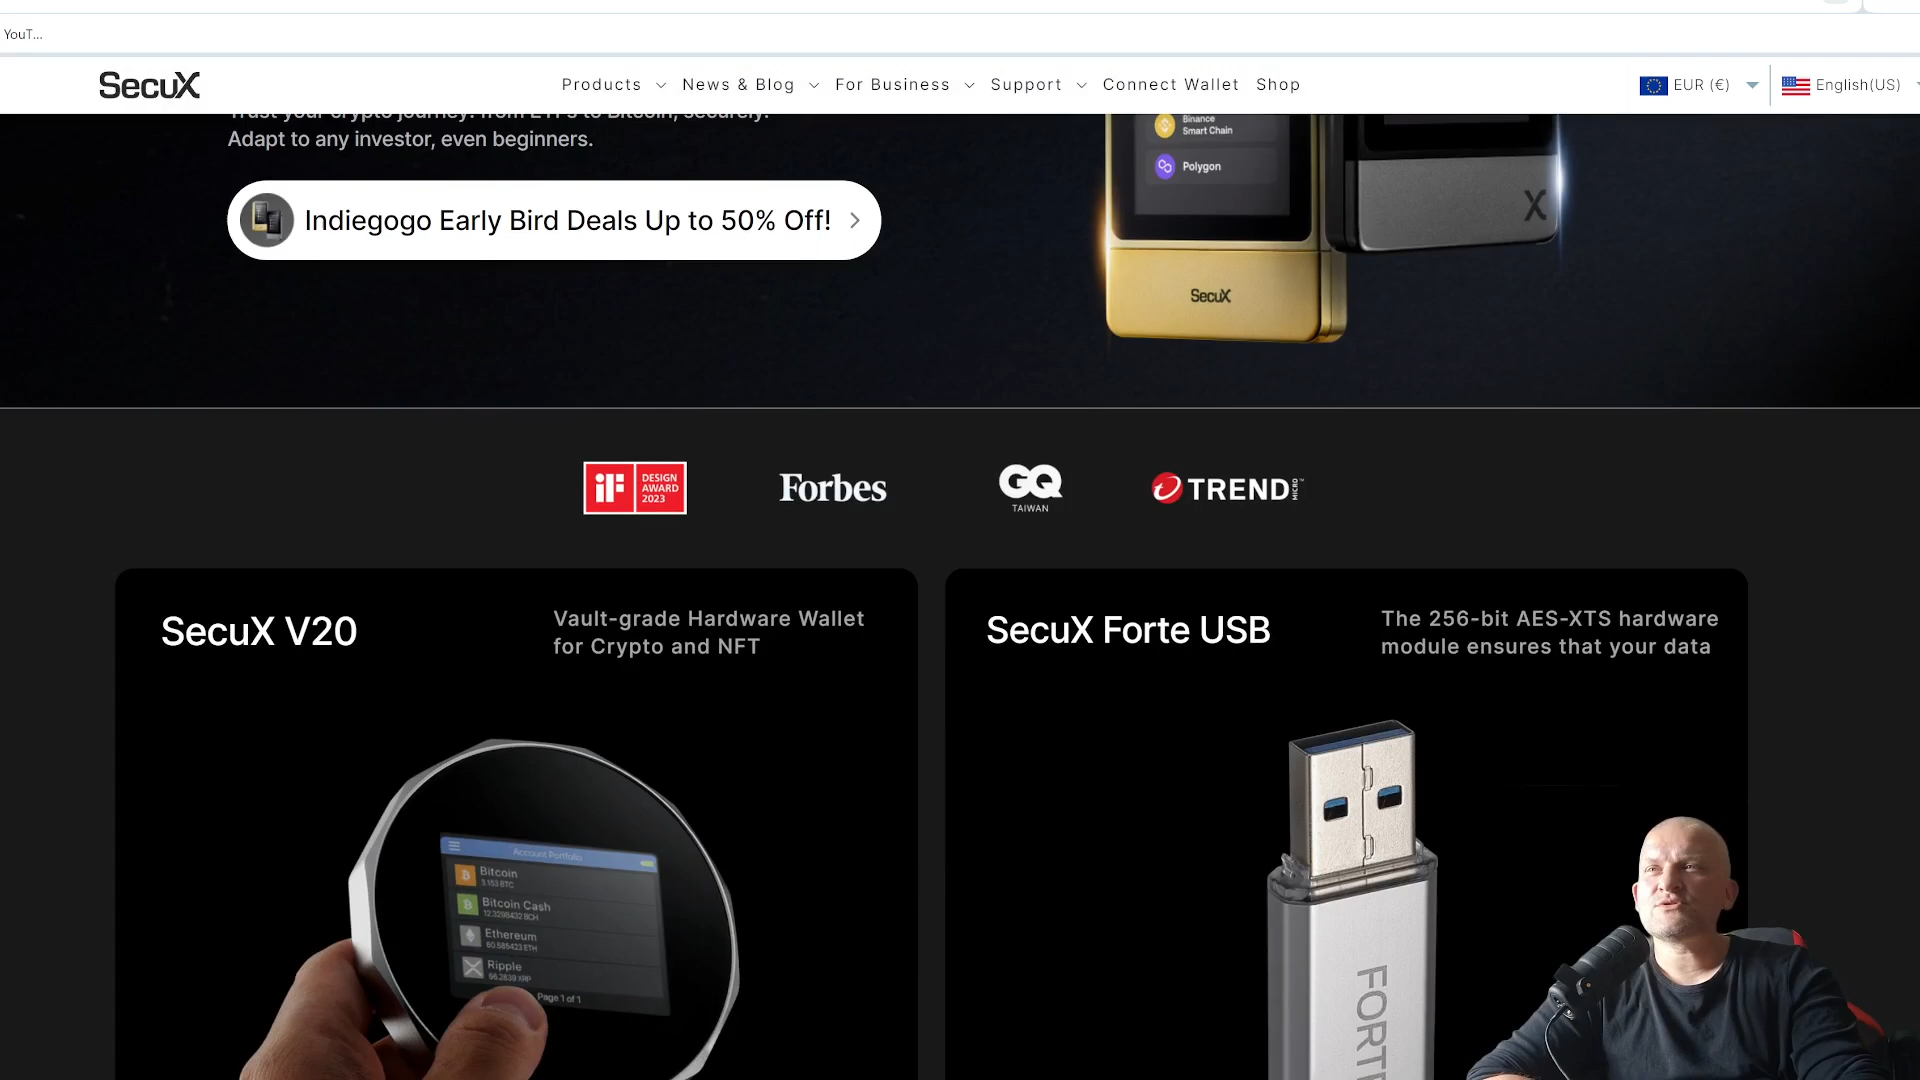 YouT...
SecuX
Products
News & Blog
For Business
Support
Connect Wallet
Shop
EUR (€)
English(US)
Trust your crypto journey: from ETFs to Bitcoin, securely.
Adapt to any investor, even beginners.
Indiegogo Early Bird Deals Up to 50% Off!
Binance
Smart Chain
Polygon
X
SecuX
iF
DESIGN
AWARD
2023
Forbes
GQ
TAIWAN
TREND
MICRO
SecuX V20
Vault-grade Hardware Wallet
for Crypto and NFT
SecuX Forte USB
The 256-bit AES-XTS hardware
module ensures that your data
Account Portfolio
Bitcoin
3.153 BTC
Bitcoin Cash
12.3298432 BCH
Ethereum
60.585423 ETH
Ripple
66.2839 XRP
Page 1 of 1
FORT